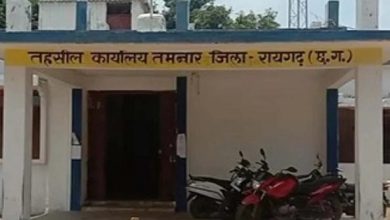 तहसील कार्यालय तमनार जिला - रायगढ़ (छ.ग.)